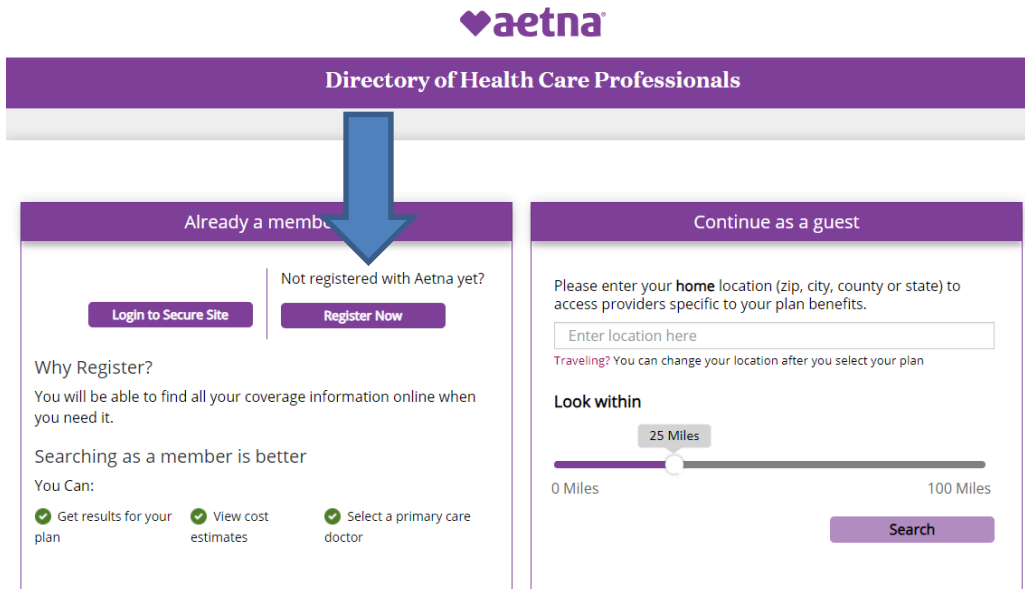 aetna
Directory of Health Care Professionals
Already a memb
Not registered with Aetna yet?
Login to Secure Site
Register Now
Why Register?
You will be able to find all your coverage information online when
you need it.
Searching as a member is better
You Can:
Get results for your
plan
View cost
estimates
Select a primary care
doctor
Continue as a guest
Please enter your home location (zip, city, county or state) to
access providers specific to your plan benefits.
Enter location here
Traveling? You can change your location after you select your plan
Look within
25 Miles
0 Miles
100 Miles
Search